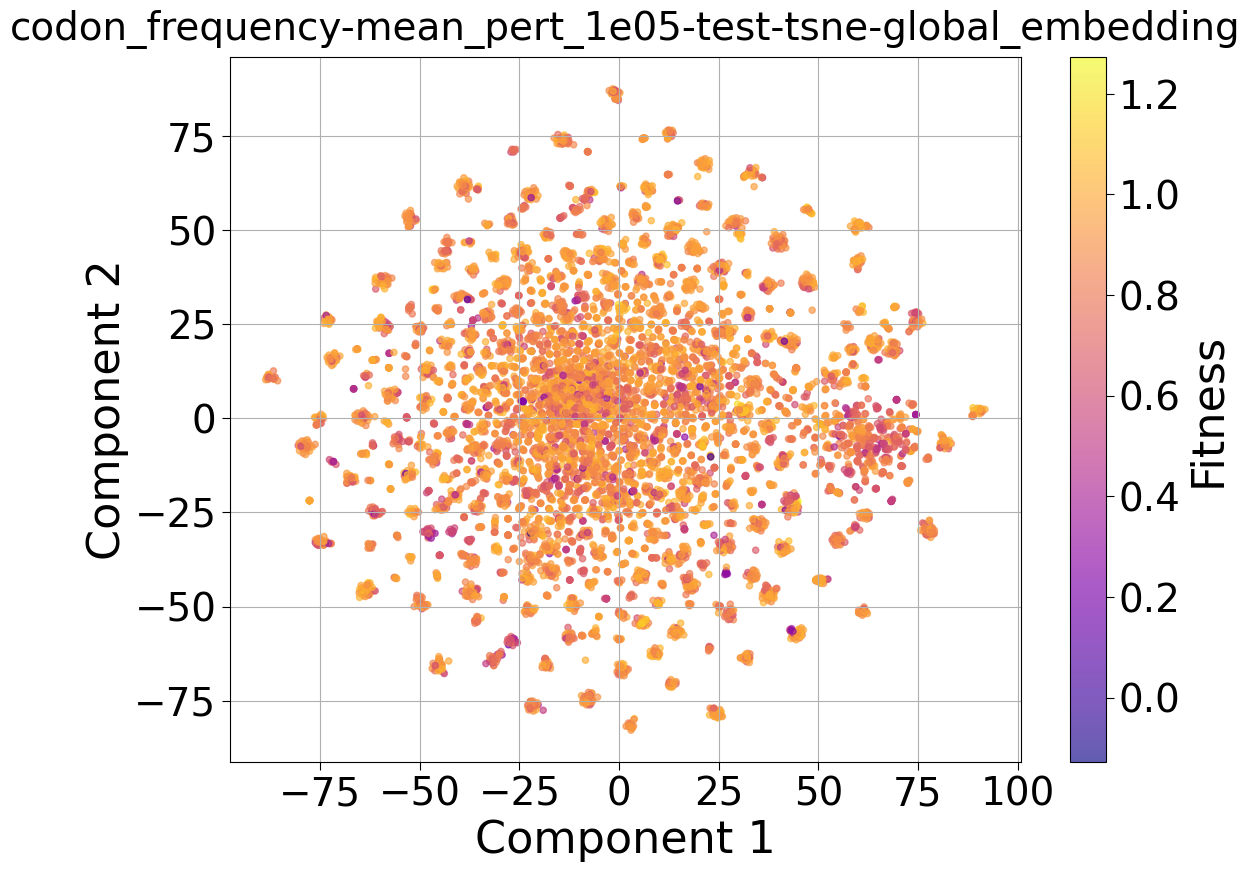 codon_frequency-mean_pert_1e05-test-tsne-global_embedding
75
50
25
0
−25
−50
−75
Component 2
−75 −50 −25 0 25 50 75 100
Component 1
1.2
1.0
0.8
0.6
0.4
0.2
0.0
Fitness